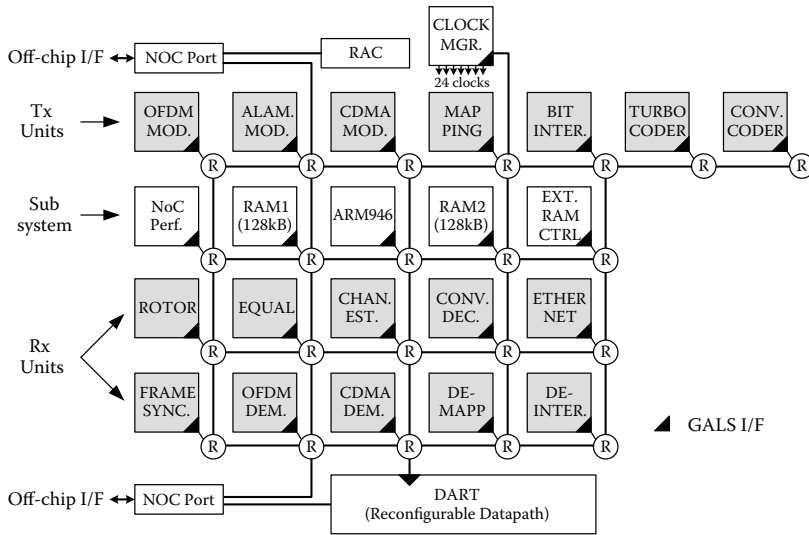 Off-chip I/F
NOC Port
RAC
CLOCK
MGR.
24 clocks
Tx
Units
OFDM
MOD.
ALAM.
MOD.
CDMA
MOD.
MAP
PING
BIT
INTER.
TURBO
CODER
CONV.
CODER
R R R R R R R
Sub
system
NoC
Perf.
RAM1
(128kB)
ARM946
RAM2
(128kB)
EXT.
RAM
CTRL
R R R R R
Rx
Units
ROTOR
EQUAL
CHAN.
EST.
CONV.
DEC.
ETHER
NET
R R R R R
FRAME
SYNC.
OFDM
DEM.
CDMA
DEM.
DE-
MAPP
DE-
INTER.
R R R R R
GALS I/F
Off-chip I/F
NOC Port
DART
(Reconfigurable Datapath)